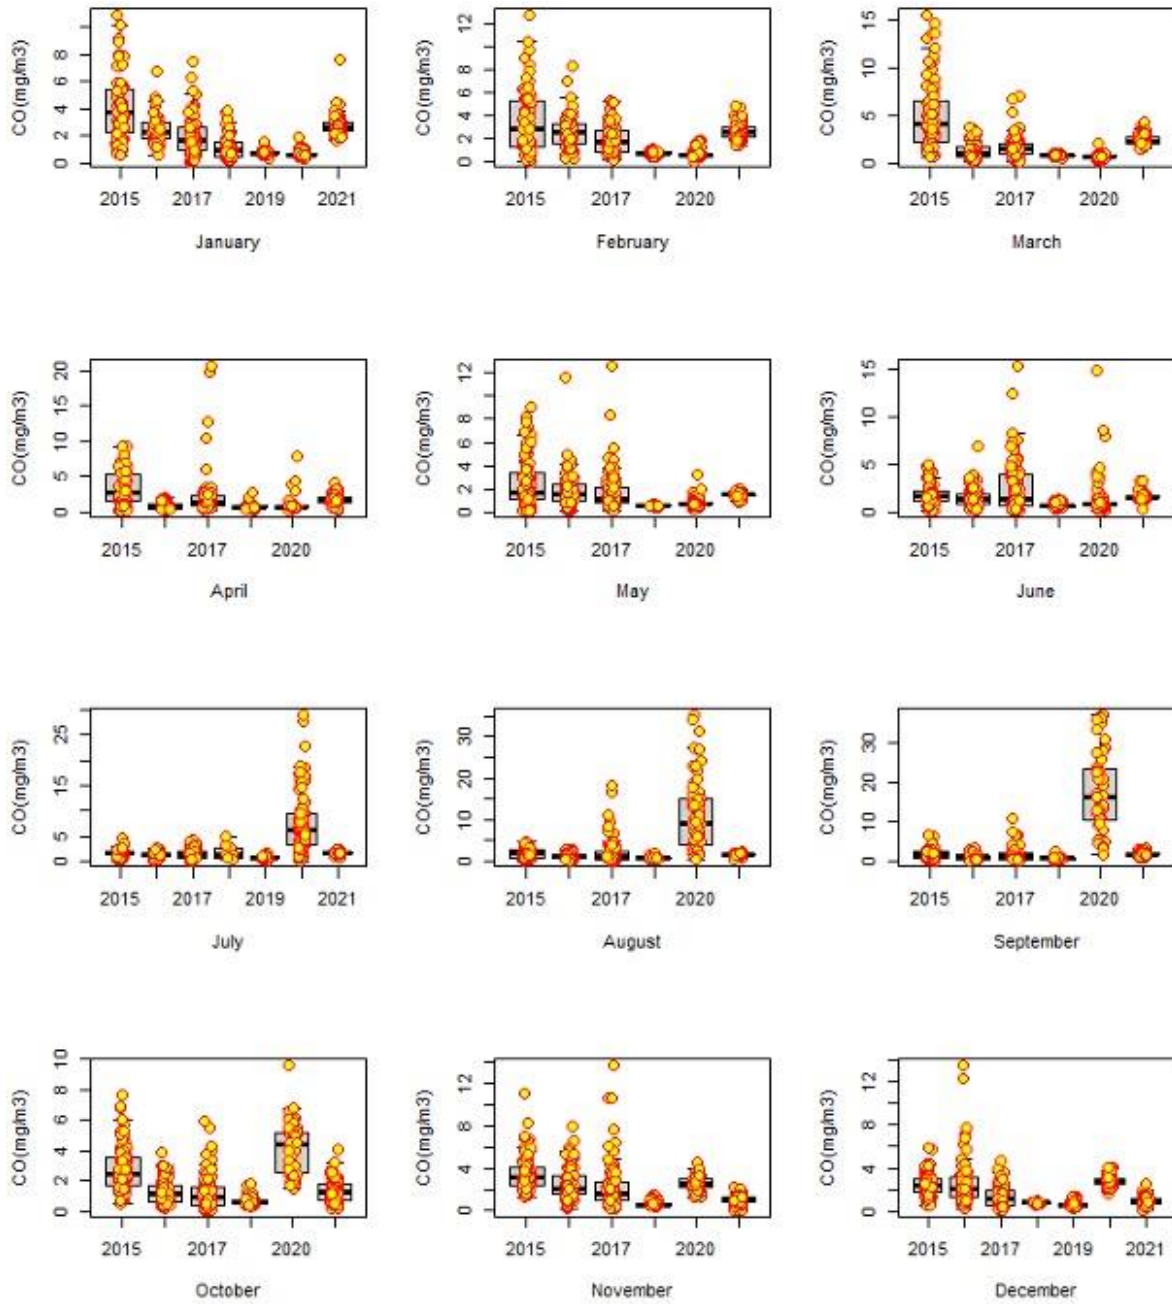 CO(mg/m3)
0 2 4 6 8
2015 2017 2019 2021
January
CO(mg/m3)
0 2 4 6 8 12
2015 2017 2020
February
CO(mg/m3)
0 5 10 15
2015 2017 2020
March
CO(mg/m3)
0 5 10 15 20
2015 2017 2020
April
CO(mg/m3)
0 2 4 6 8 12
2015 2017 2020
May
CO(mg/m3)
0 5 10 15
2015 2017 2020
June
CO(mg/m3)
0 5 15 25
2015 2017 2019 2021
July
CO(mg/m3)
0 10 20 30
2015 2017 2020
August
CO(mg/m3)
0 10 20 30
2015 2017 2020
September
CO(mg/m3)
0 2 4 6 8 10
2015 2017 2020
October
CO(mg/m3)
0 4 8 12
2015 2017 2020
November
CO(mg/m3)
0 4 8 12
2015 2017 2019 2021
December